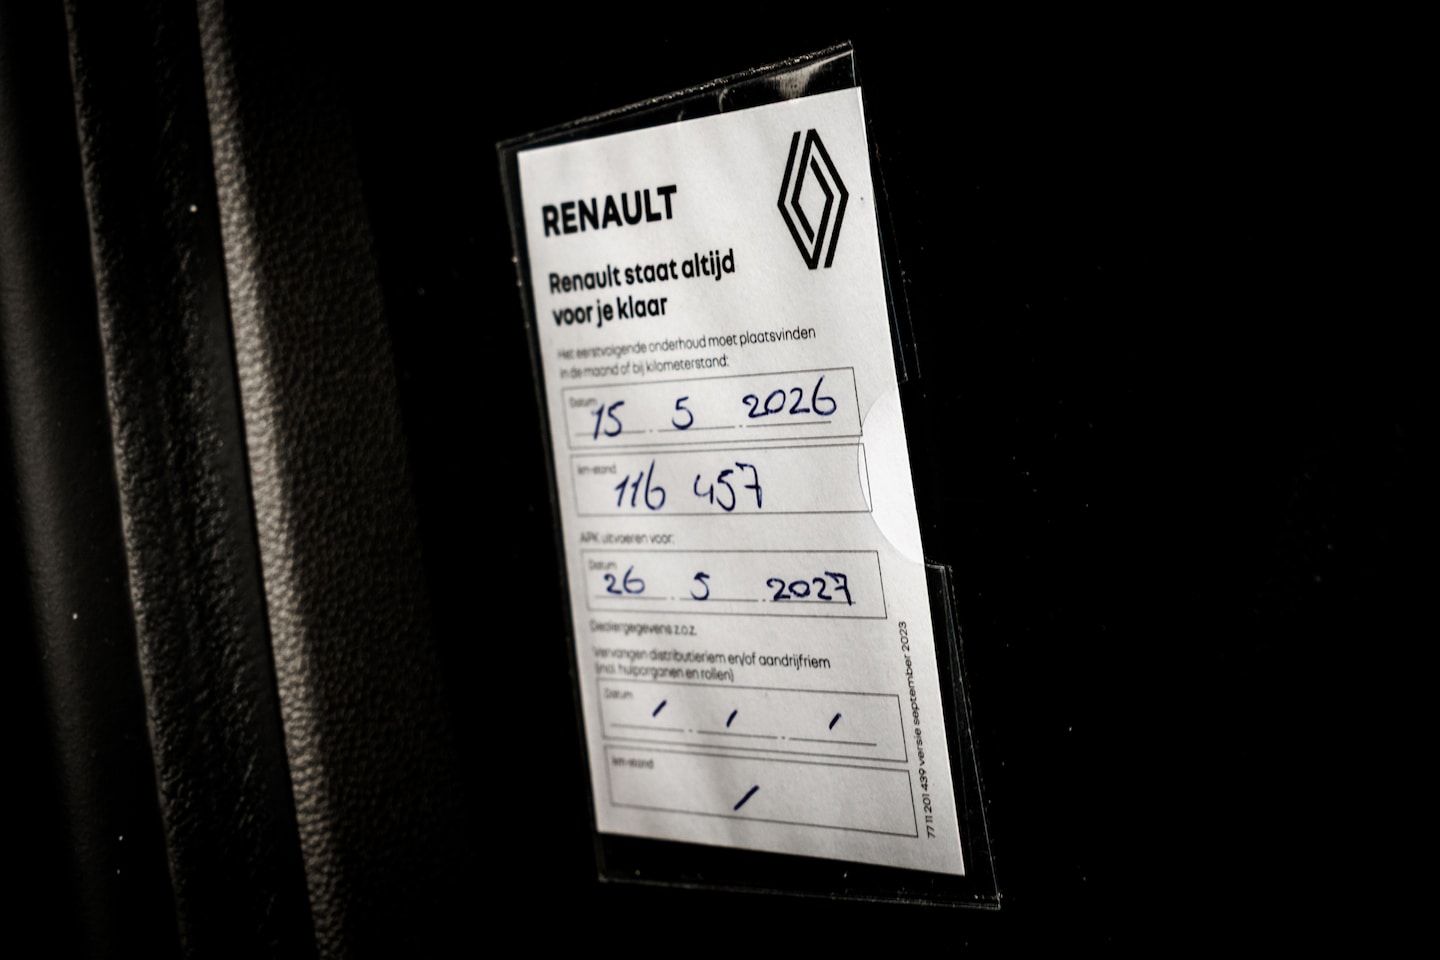 RENAULT
Renault staat altijd
voor je klaar
Het eerstvolgende onderhoud moet plaatsvinden
in de maand of bij kilometerstand:
Datum
15 . 5 . 2026
km-stand
116 457
APK uitvoeren voor:
Datum
26 . 5 . 2027
Dealergegevens z.o.z.
Vervangen distributieriem en/of aandrijfriem
(incl. hulporganen en rollen)
Datum
/ . / . /
km-stand
/
77 11 201 439 versie september 2023